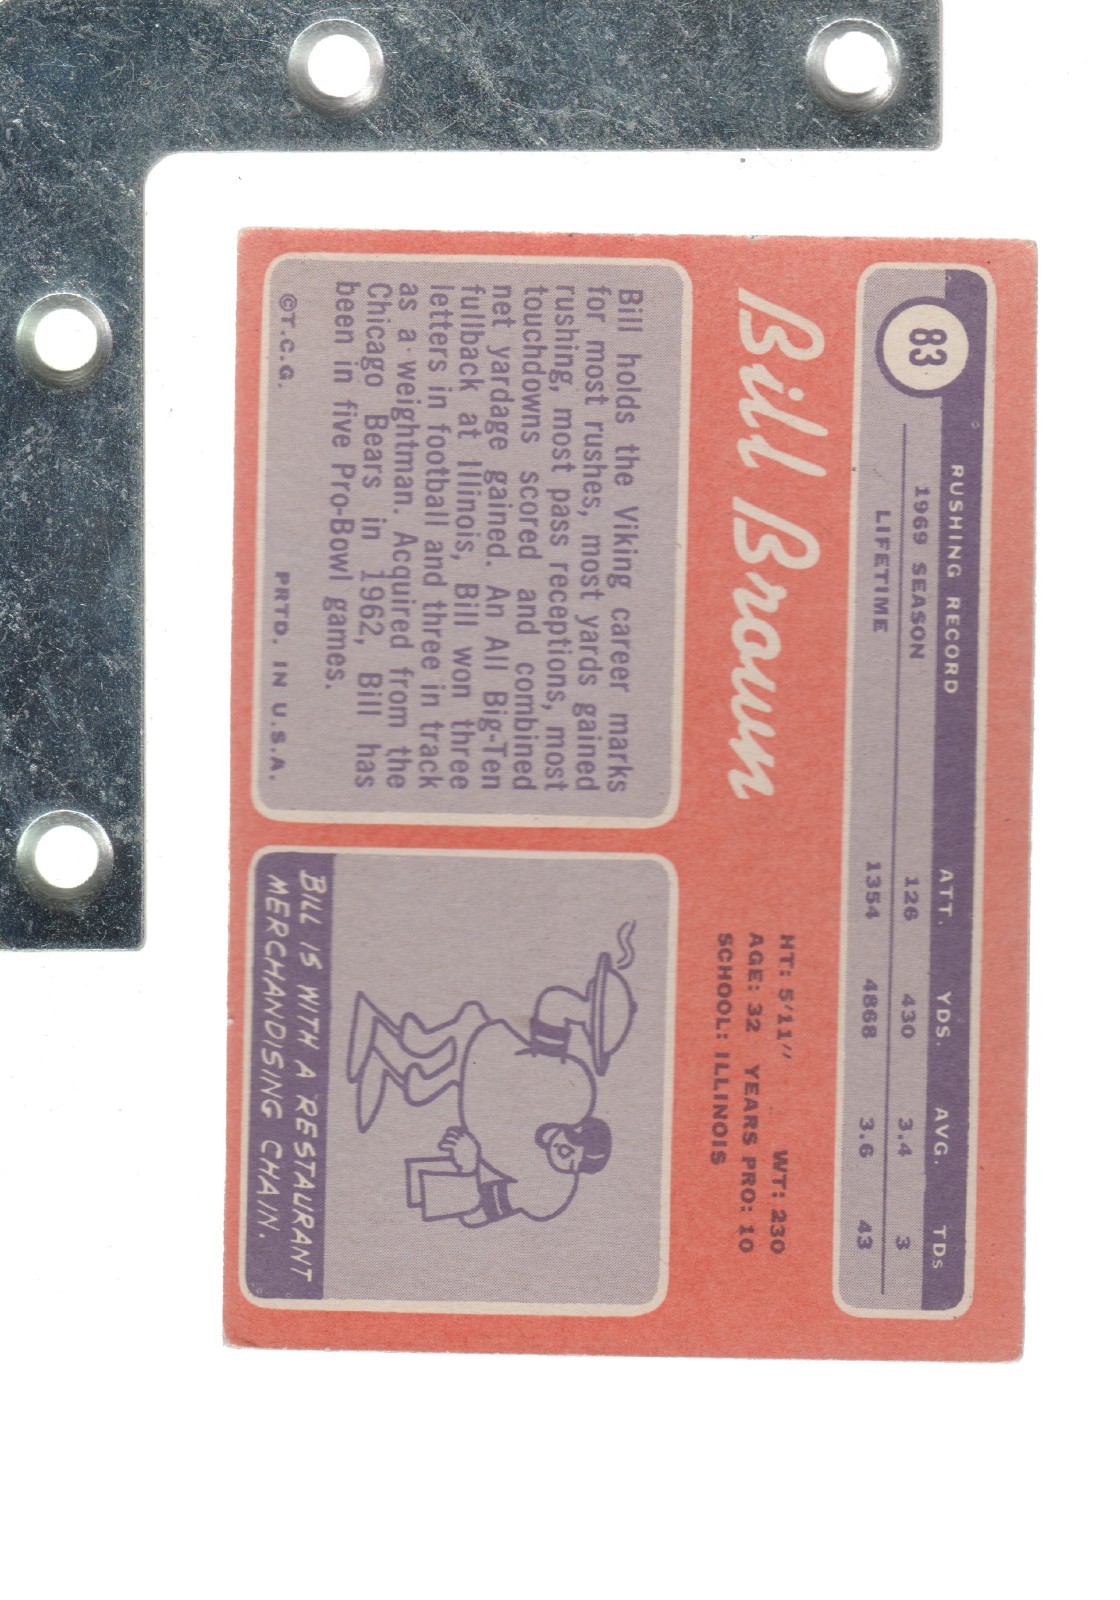 83
RUSHING RECORD ATT. YDS. AVG. TDS
1969 SEASON 126 430 3.4 3
LIFETIME 1354 4868 3.6 43
Bill Brown
HT: 5'11" WT: 230
AGE: 32 YEARS PRO: 10
SCHOOL: ILLINOIS
Bill holds the Viking career marks
for most rushes, most yards gained
rushing, most pass receptions, most
touchdowns scored and combined
net yardage gained. An All Big-Ten
fullback at Illinois, Bill won three
letters in football and three in track
as a weightman. Acquired from the
Chicago Bears in 1962, Bill has
been in five Pro-Bowl games.
©T.C.G. PRTD. IN U.S.A.
BILL IS WITH A RESTAURANT
MERCHANDISING CHAIN.